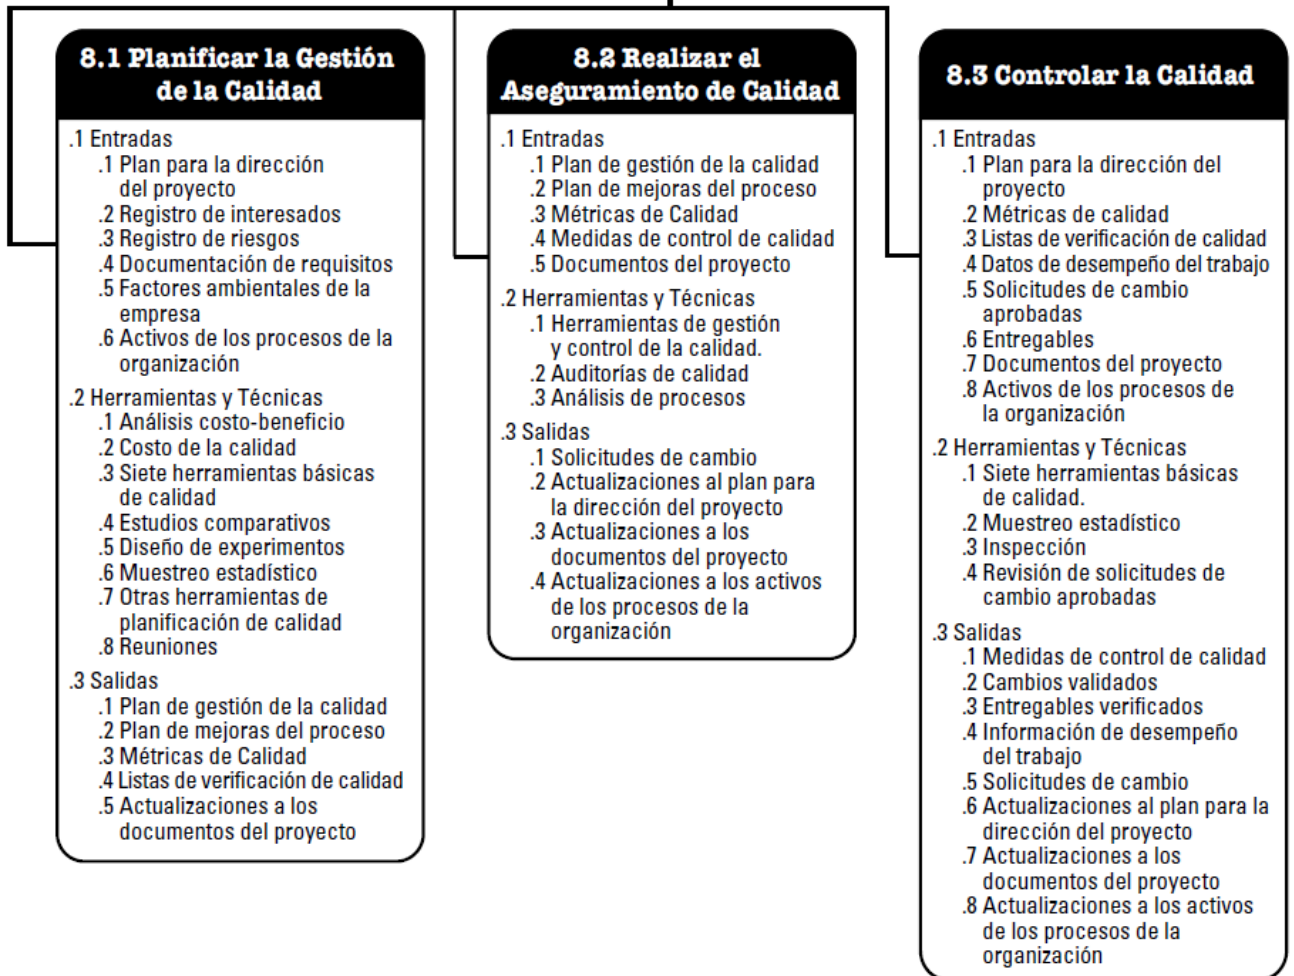 8.1 Planificar la Gestión
de la Calidad
.1 Entradas
.1 Plan para la dirección
del proyecto
.2 Registro de interesados
.3 Registro de riesgos
.4 Documentación de requisitos
.5 Factores ambientales de la
empresa
.6 Activos de los procesos de la
organización
.2 Herramientas y Técnicas
.1 Análisis costo-beneficio
.2 Costo de la calidad
.3 Siete herramientas básicas
de calidad
.4 Estudios comparativos
.5 Diseño de experimentos
.6 Muestreo estadístico
.7 Otras herramientas de
planificación de calidad
.8 Reuniones
.3 Salidas
.1 Plan de gestión de la calidad
.2 Plan de mejoras del proceso
.3 Métricas de Calidad
.4 Listas de verificación de calidad
.5 Actualizaciones a los
documentos del proyecto
8.2 Realizar el
Aseguramiento de Calidad
.1 Entradas
.1 Plan de gestión de la calidad
.2 Plan de mejoras del proceso
.3 Métricas de Calidad
.4 Medidas de control de calidad
.5 Documentos del proyecto
.2 Herramientas y Técnicas
.1 Herramientas de gestión
y control de la calidad.
.2 Auditorías de calidad
.3 Análisis de procesos
.3 Salidas
.1 Solicitudes de cambio
.2 Actualizaciones al plan para
la dirección del proyecto
.3 Actualizaciones a los
documentos del proyecto
.4 Actualizaciones a los activos
de los procesos de la
organización
8.3 Controlar la Calidad
.1 Entradas
.1 Plan para la dirección del
proyecto
.2 Métricas de calidad
.3 Listas de verificación de calidad
.4 Datos de desempeño del trabajo
.5 Solicitudes de cambio
aprobadas
.6 Entregables
.7 Documentos del proyecto
.8 Activos de los procesos de
la organización
.2 Herramientas y Técnicas
.1 Siete herramientas básicas
de calidad.
.2 Muestreo estadístico
.3 Inspección
.4 Revisión de solicitudes de
cambio aprobadas
.3 Salidas
.1 Medidas de control de calidad
.2 Cambios validados
.3 Entregables verificados
.4 Información de desempeño
del trabajo
.5 Solicitudes de cambio
.6 Actualizaciones al plan para la
dirección del proyecto
.7 Actualizaciones a los
documentos del proyecto
.8 Actualizaciones a los activos
de los procesos de la
organización